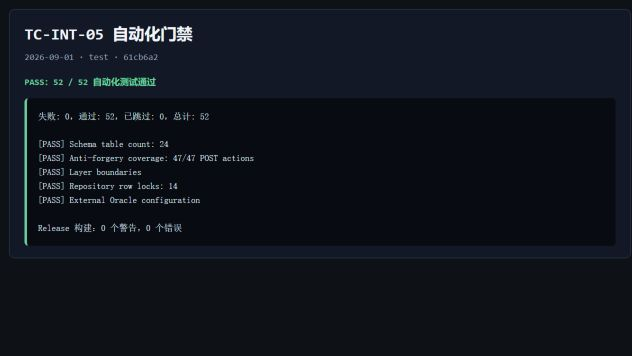 TC-INT-05 自动化门禁
2026-09-01 · test · 61cb6a2
PASS: 52 / 52 自动化测试通过
失败: 0，通过: 52，已跳过: 0，总计: 52
[PASS] Schema table count: 24
[PASS] Anti-forgery coverage: 47/47 POST actions
[PASS] Layer boundaries
[PASS] Repository row locks: 14
[PASS] External Oracle configuration
Release 构建：0 个警告，0 个错误